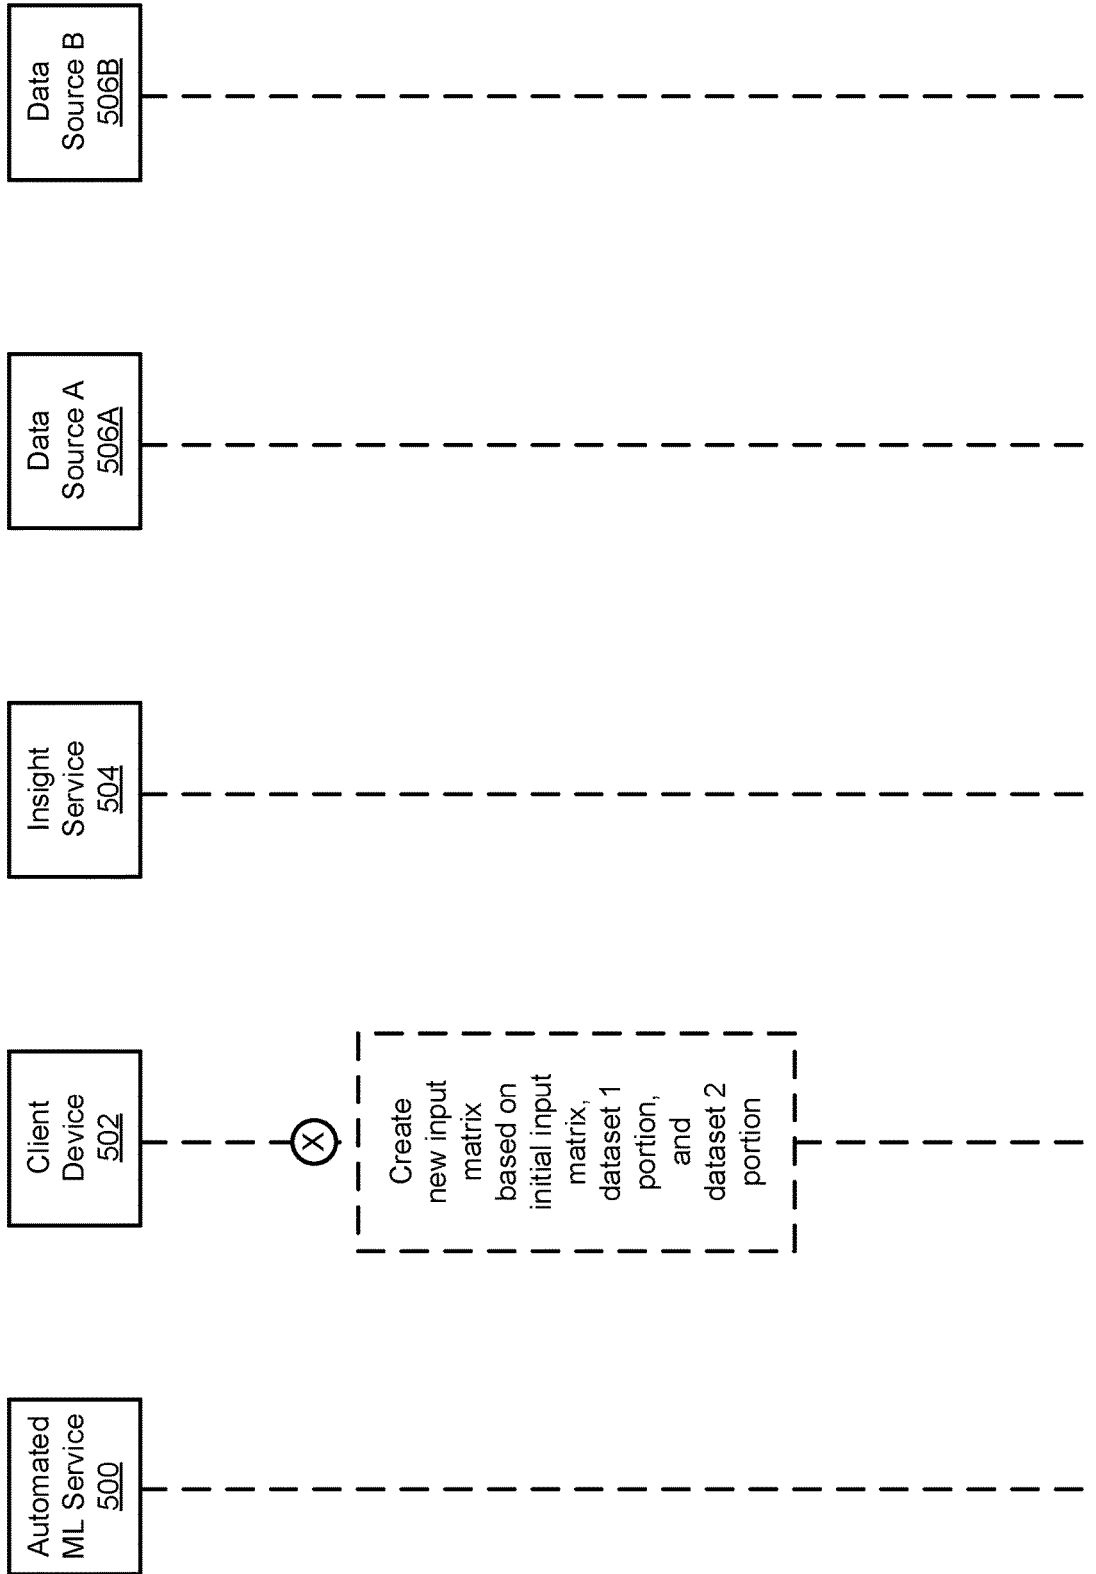 Automated
ML Service
500
Client
Device
502
Insight
Service
504
Data
Source A
506A
Data
Source B
506B
X
Create
new input
matrix
based on
initial input
matrix,
dataset 1
portion,
and
dataset 2
portion